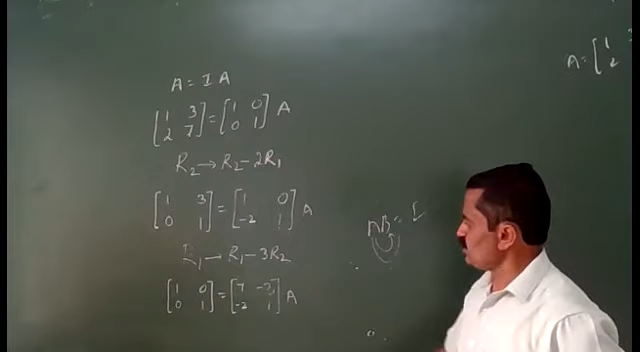 A = I A
[1 3
2 7] = [1 0
0 1] A
R₂ → R₂ - 2R₁
[1 3
0 1] = [1 0
-2 1] A
R₁ → R₁ - 3R₂
[1 0
0 1] = [7 -3
-2 1] A
AB = [
A = [1
2